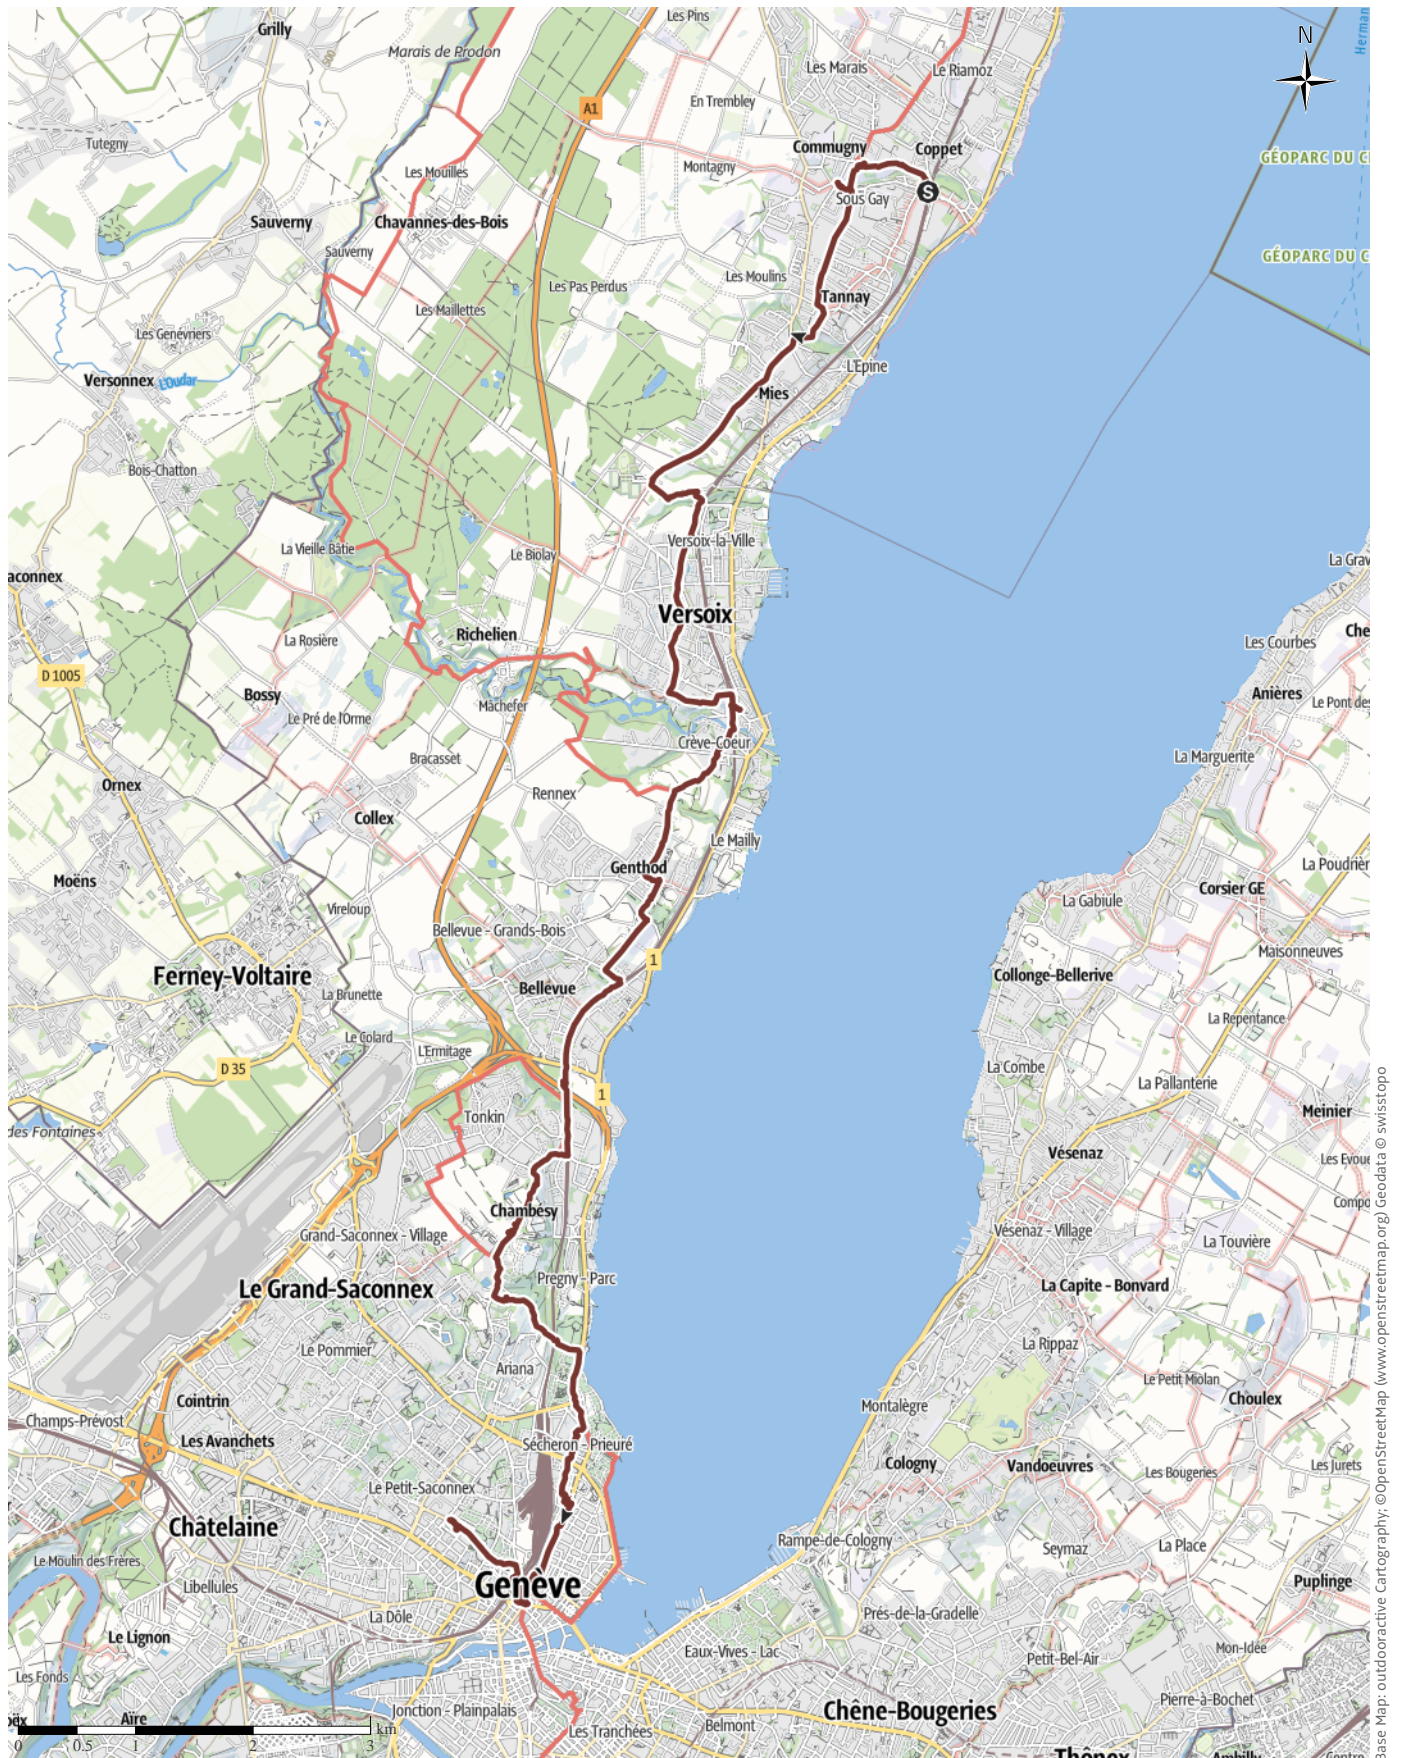 Les Pins
Grilly
N
Herman
Marais de Prodon
500
Les Marais
Le Riamoz
A1
En Trembley
Tutegny
Commugny
Coppet
GÉOPARC DU C
Montagny
Les Mouilles
S
Sous Gay
Sauverny
Chavannes-des-Bois
Sauverny
GÉOPARC DU C
Les Moulins
Les Pas Perdus
Tannay
Les Maillettes
Les Genevriers
L'Epine
Versonnex
L'Oudar
Mies
Bois-Chatton
Versoix-la-Ville
La Vieille Bâtie
Le Biolay
La Grav
aconnex
Versoix
Che
Richelien
La Rosière
Les Courbes
D 1005
Bossy
Anières
Mâchefer
Le Pont des
Le Pré de l'Orme
Crève-Coeur
Bracasset
La Marguerite
Ornex
Rennex
Collex
Le Mailly
Genthod
La Poudrièr
Moëns
Corsier GE
La Gabiule
Vireloup
Bellevue - Grands-Bois
Maisonneuves
1
Ferney-Voltaire
Collonge-Bellerive
Bellevue
La Brunette
La Repentance
Le Colard
L'Ermitage
D 35
La Combe
La Pallanterie
1
Meinier
Tonkin
des Fontaines
Vésenaz
Les Evoue
Compo
Chambésy
Grand-Saconnex - Village
Vésenaz - Village
La Touvière
Pregny - Parc
Le Grand-Saconnex
La Capite - Bonvard
Le Pommier
La Rippaz
Ariana
Le Petit Miolan
Cointrin
Choulex
Montalègre
Champs-Prévost
Les Avanchets
Sécheron - Prieuré
Cologny
Vandoeuvres
Les Bougeries
Les Jurets
Le Petit-Saconnex
Châtelaine
Rampe-de-Cologny
Seymaz
La Place
Le Moulin des Frères
Libellules
Genève
Puplinge
La Dôle
Prés-de-la-Gradelle
Le Lignon
Mon-Idée
Eaux-Vives - Lac
Petit-Bel-Air
Les Fonds
Pierre-à-Bochet
oëx
Aïre
Jonction - Plainpalais
Chêne-Bougeries
Les Tranchées
Belmont
km
0 0.5 1 2 3
Thônex
Ambilly
Centre
ase Map: outdooractive Cartography; ©OpenStreetMap (www.openstreetmap.org) Geodata © swisstopo